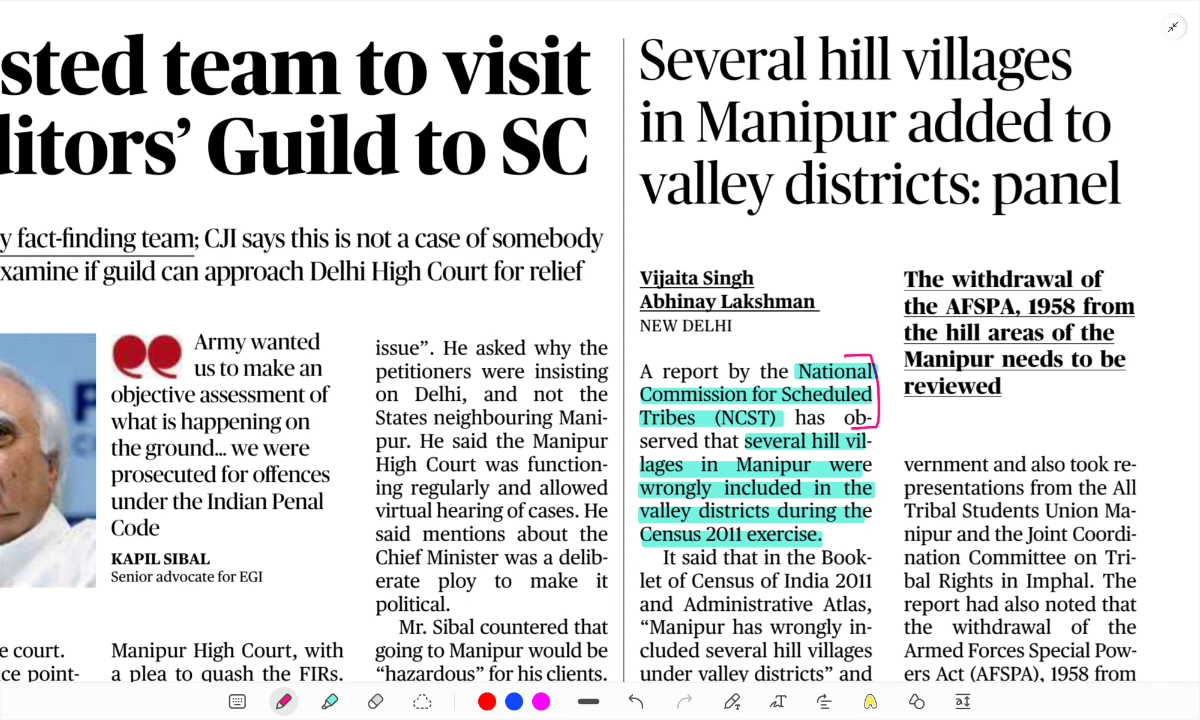 sted team to visit
ditors’ Guild to SC
y fact-finding team; CJI says this is not a case of somebody
xamine if guild can approach Delhi High Court for relief
Army wanted
us to make an
objective assessment of
what is happening on
the ground... we were
prosecuted for offences
under the Indian Penal
Code
KAPIL SIBAL
Senior advocate for EGI
e court.
ce point-
Manipur High Court, with
a plea to quash the FIRs.
issue”. He asked why the
petitioners were insisting
on Delhi, and not the
States neighbouring Mani-
pur. He said the Manipur
High Court was function-
ing regularly and allowed
virtual hearing of cases. He
said mentions about the
Chief Minister was a delib-
erate ploy to make it
political.
Mr. Sibal countered that
going to Manipur would be
“hazardous” for his clients.
Several hill villages
in Manipur added to
valley districts: panel
Vijaita Singh
Abhinay Lakshman
NEW DELHI
A report by the National
Commission for Scheduled
Tribes (NCST) has ob-
served that several hill vil-
lages in Manipur were
wrongly included in the
valley districts during the
Census 2011 exercise.
It said that in the Book-
let of Census of India 2011
and Administrative Atlas,
“Manipur has wrongly in-
cluded several hill villages
under valley districts” and
The withdrawal of
the AFSPA, 1958 from
the hill areas of the
Manipur needs to be
reviewed
vernment and also took re-
presentations from the All
Tribal Students Union Ma-
nipur and the Joint Coordi-
nation Committee on Tri-
bal Rights in Imphal. The
report had also noted that
the withdrawal of the
Armed Forces Special Pow-
ers Act (AFSPA), 1958 from